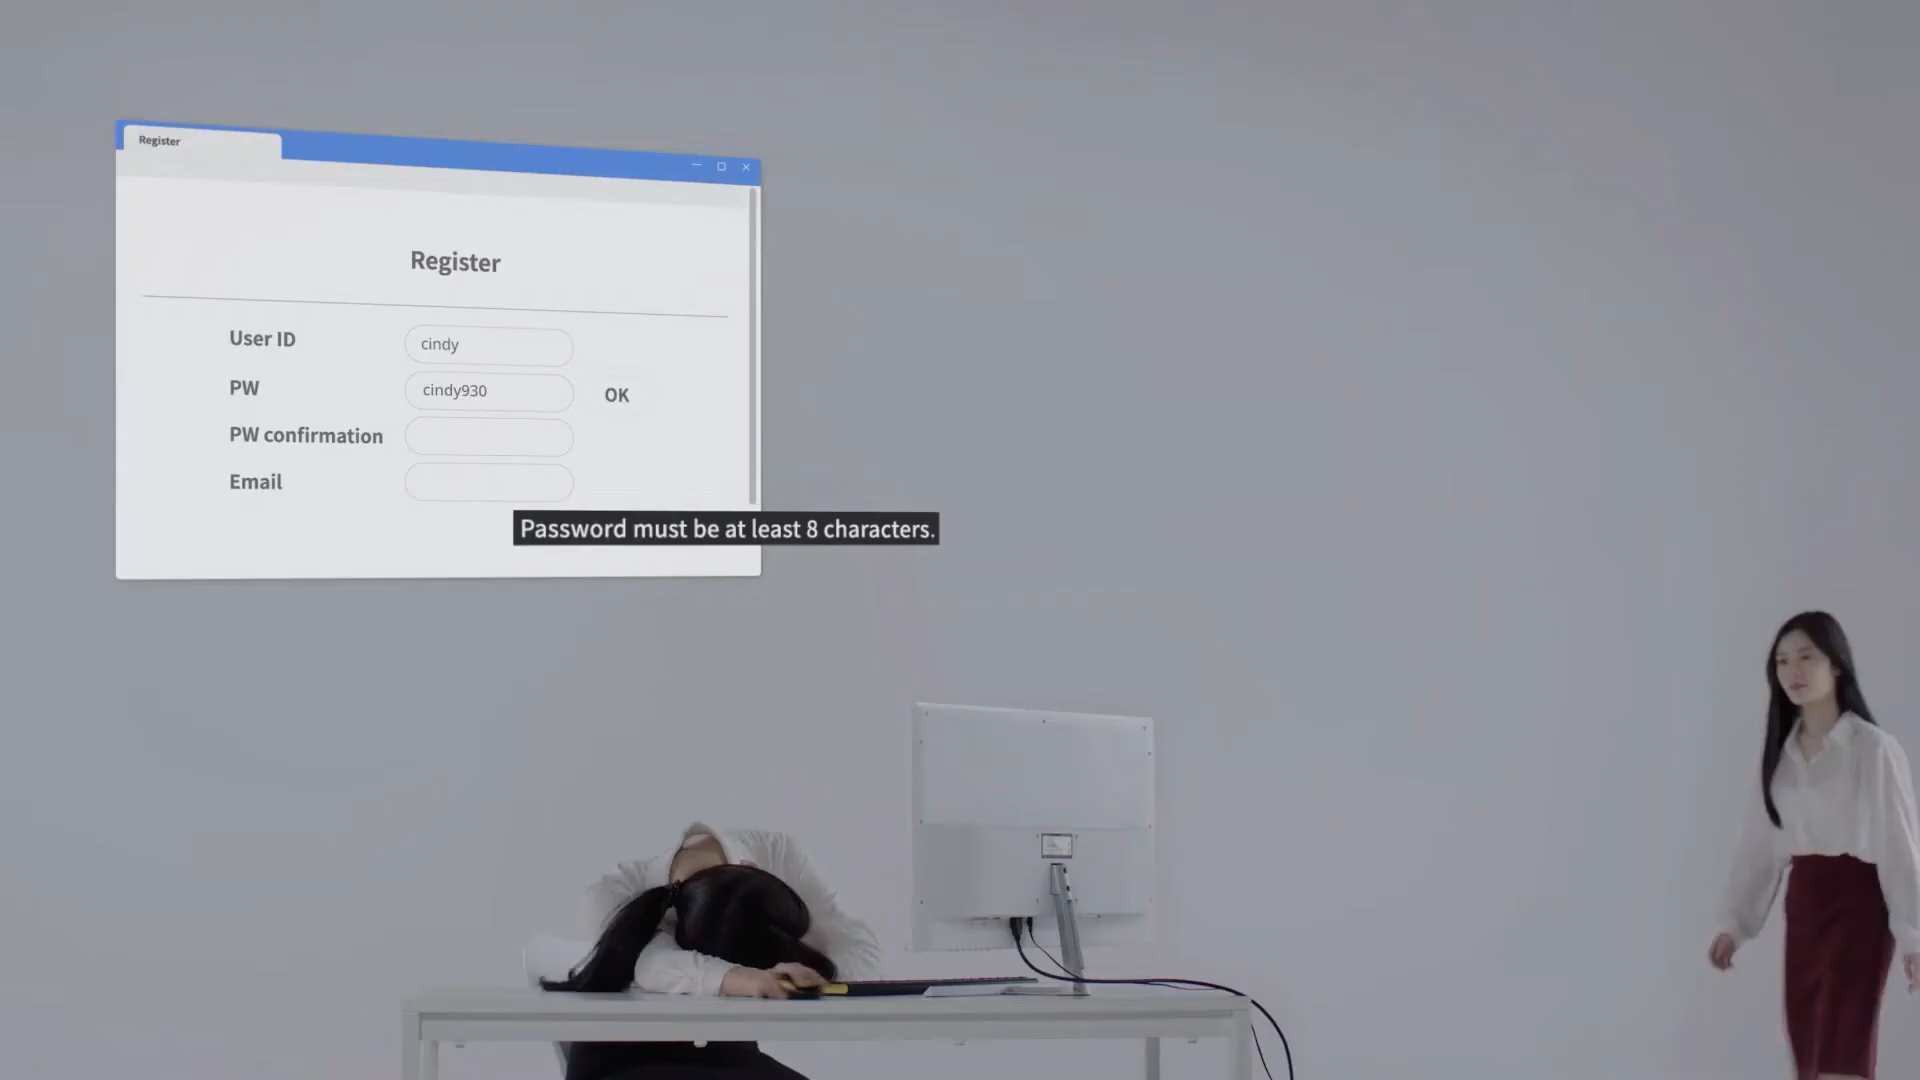 Register
Register
User ID
cindy
PW
cindy930
OK
PW confirmation
Email
Password must be at least 8 characters.